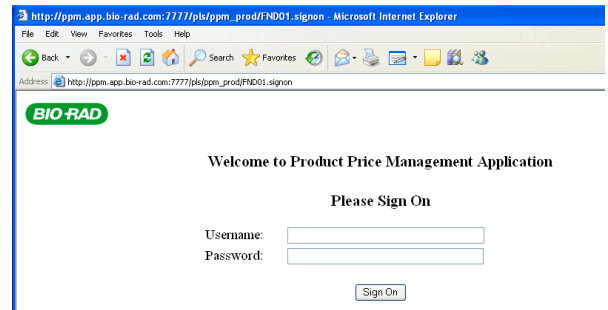 http://ppm.app.bio-rad.com:7777/pls/ppm_prod/FND01.signon - Microsoft Internet Explorer
File Edit View Favorites Tools Help
Back Search Favorites
Address http://ppm.app.bio-rad.com:7777/pls/ppm_prod/FND01.signon
BIO-RAD
Welcome to Product Price Management Application
Please Sign On
Username:
Password:
Sign On